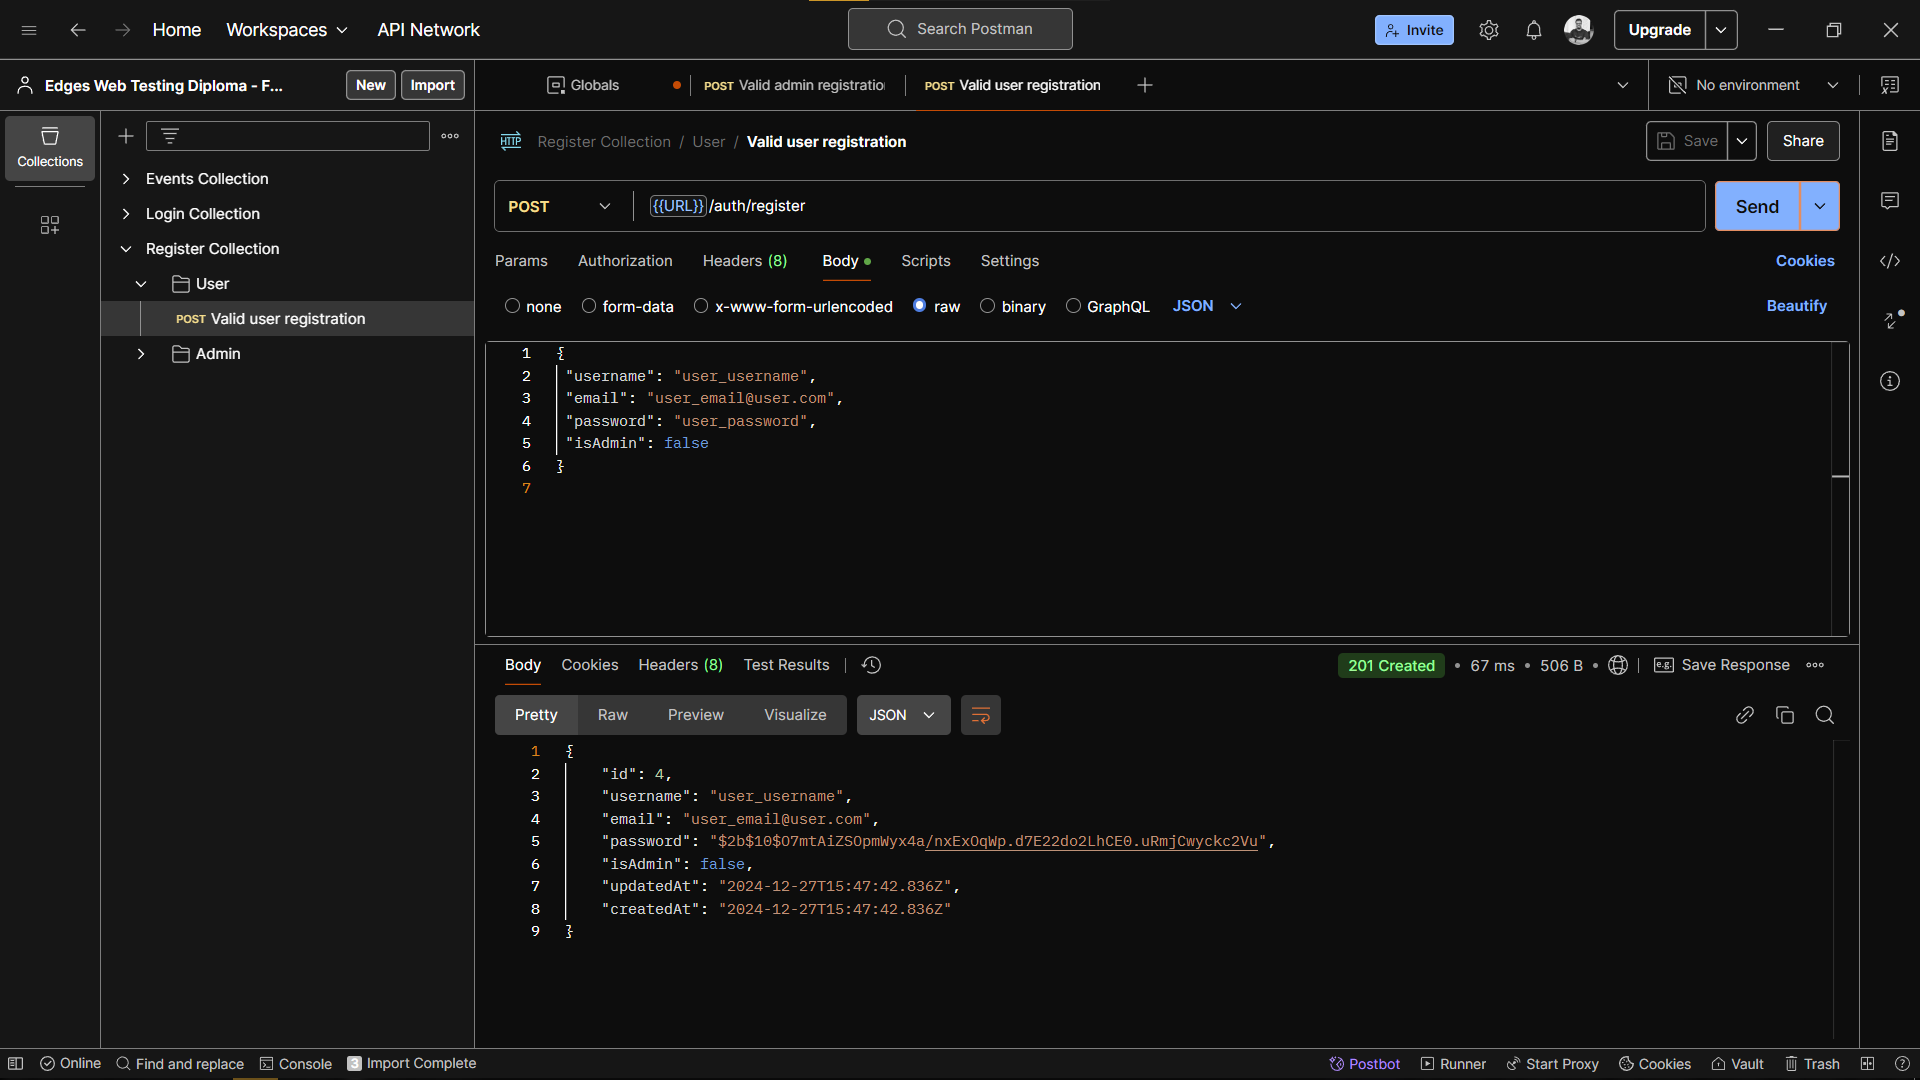 Home Workspaces API Network Search Postman Invite Upgrade
Edges Web Testing Diploma - F... New Import Globals POST Valid admin registratio POST Valid user registration No environment
Collections
Events Collection
Login Collection
Register Collection
User
POST Valid user registration
Admin
HTTP Register Collection / User / Valid user registration Save Share
POST {{URL}}/auth/register Send
Params Authorization Headers (8) Body Scripts Settings Cookies
none form-data x-www-form-urlencoded raw binary GraphQL JSON Beautify
1 {
2 "username": "user_username",
3 "email": "user_email@user.com",
4 "password": "user_password",
5 "isAdmin": false
6 }
7
Body Cookies Headers (8) Test Results 201 Created • 67 ms • 506 B • e.g. Save Response
Pretty Raw Preview Visualize JSON
1 {
2 "id": 4,
3 "username": "user_username",
4 "email": "user_email@user.com",
5 "password": "$2b$10$O7mtAiZSOpmWyx4a/nxExOqWp.d7E22do2LhCE0.uRmjCwyckc2Vu",
6 "isAdmin": false,
7 "updatedAt": "2024-12-27T15:47:42.836Z",
8 "createdAt": "2024-12-27T15:47:42.836Z"
9 }
Online Find and replace Console 3 Import Complete Postbot Runner Start Proxy Cookies Vault Trash